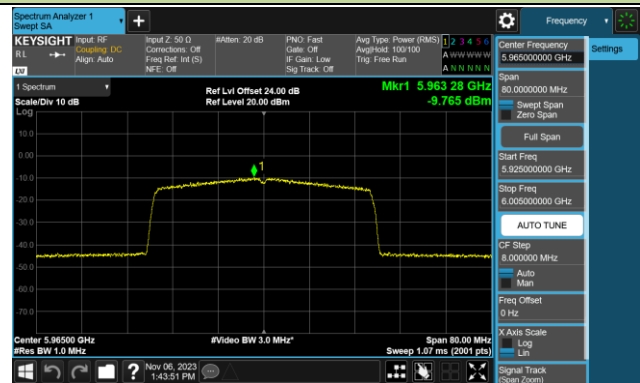 Spectrum Analyzer 1
Swept SA
Frequency
KEYSIGHT
RL
LXI
Input: RF
Coupling: DC
Align: Auto
Input Z: 50 Ω
Corrections: Off
Freq Ref: Int (S)
NFE: Off
#Atten: 20 dB
PNO: Fast
Gate: Off
IF Gain: Low
Sig Track: Off
Avg Type: Power (RMS)
Avg|Hold: 100/100
Trig: Free Run
1 2 3 4 5 6
A W W W W W
A N N N N N
1 Spectrum
Scale/Div 10 dB
Log
Ref Lvl Offset 24.00 dB
Ref Level 20.00 dBm
Mkr1 5.963 28 GHz
-9.765 dBm
10.0
0.00
-10.0
-20.0
-30.0
-40.0
-50.0
-60.0
-70.0
1
Center 5.96500 GHz
#Res BW 1.0 MHz
#Video BW 3.0 MHz*
Span 80.00 MHz
Sweep 1.07 ms (2001 pts)
Nov 06, 2023
1:43:51 PM
Center Frequency
5.965000000 GHz
Span
80.0000000 MHz
Swept Span
Zero Span
Full Span
Start Freq
5.925000000 GHz
Stop Freq
6.005000000 GHz
AUTO TUNE
CF Step
8.000000 MHz
Auto
Man
Freq Offset
0 Hz
X Axis Scale
Log
Lin
Signal Track
(Span Zoom)
Settings